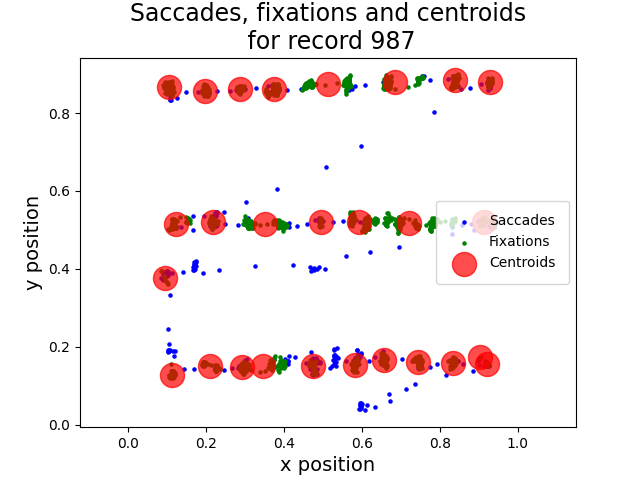 Saccades, fixations and centroids
for record 987
y position
0.8
0.6
0.4
0.2
0.0
Saccades
Fixations
Centroids
0.0 0.2 0.4 0.6 0.8 1.0
x position